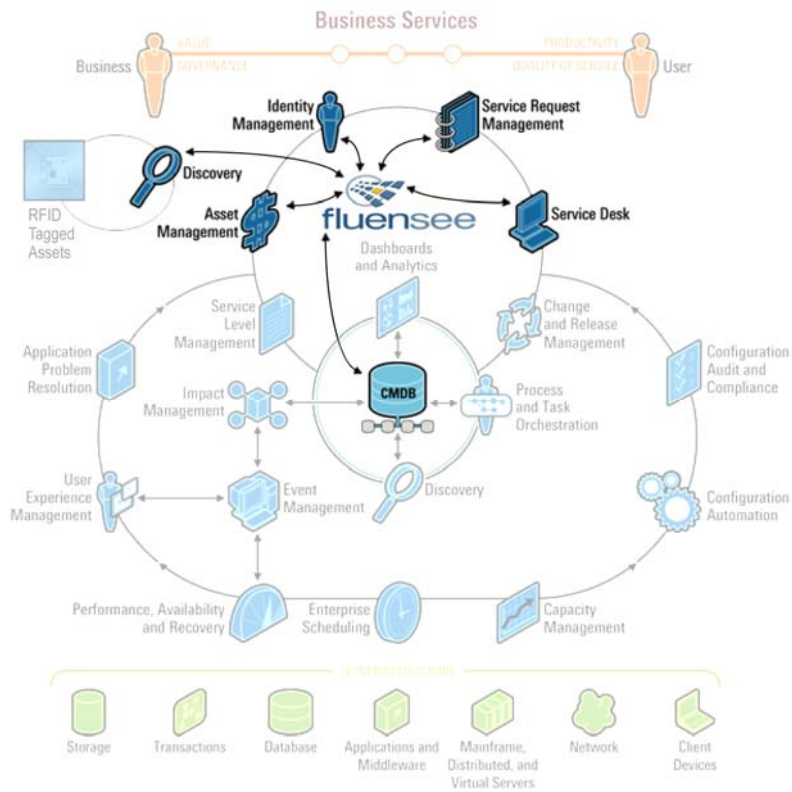 Business Services
VALUE
PRODUCTIVITY
Business
User
GOVERNANCE
QUALITY OF SERVICE
Identity
Management
Service Request
Management
Discovery
RFID
Tagged
Assets
Asset
Management
fluensee
Service Desk
Dashboards
and Analytics
Service
Level
Management
Change
and Release
Management
Application
Problem
Resolution
Configuration
Audit and
Compliance
Impact
Management
CMDB
Process
and Task
Orchestration
User
Experience
Management
Event
Management
Discovery
Configuration
Automation
Performance, Availability
and Recovery
Enterprise
Scheduling
Capacity
Management
Storage
Transactions
Database
Applications and
Middleware
Mainframe,
Distributed, and
Virtual Servers
Network
Client
Devices